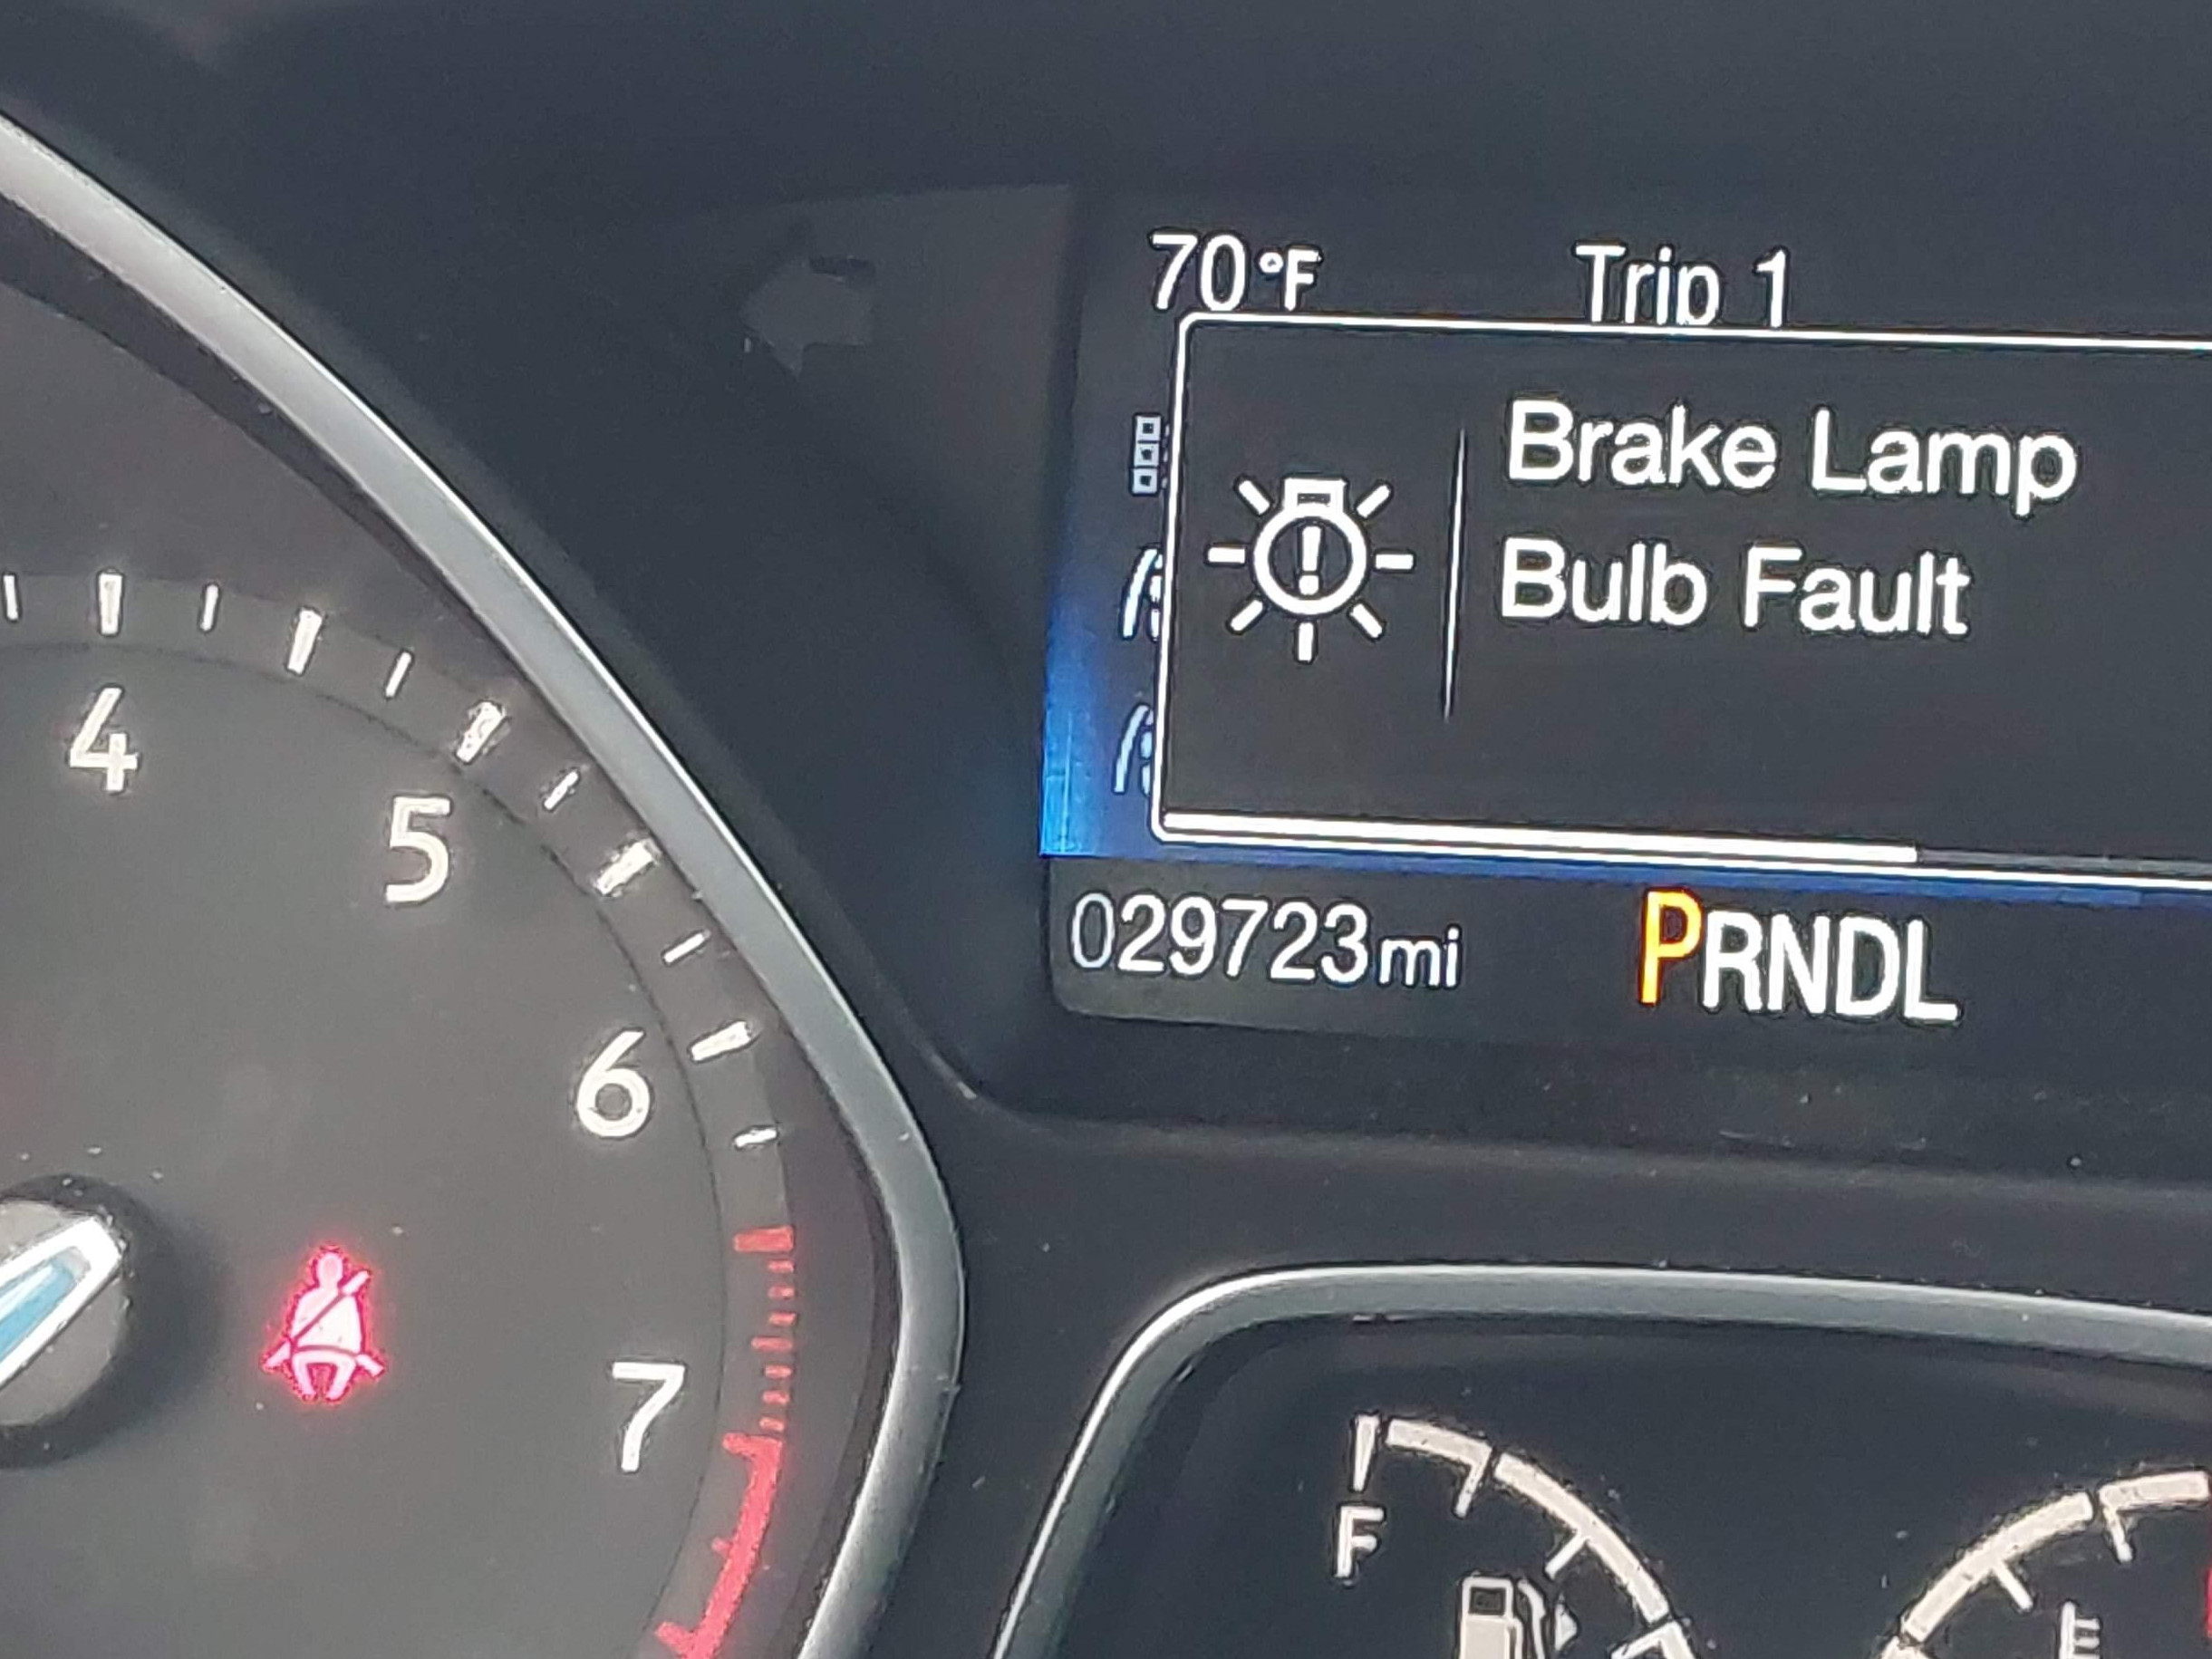 70°F Trip 1
Brake Lamp
Bulb Fault
029723mi PRNDL
4
5
6
7
F